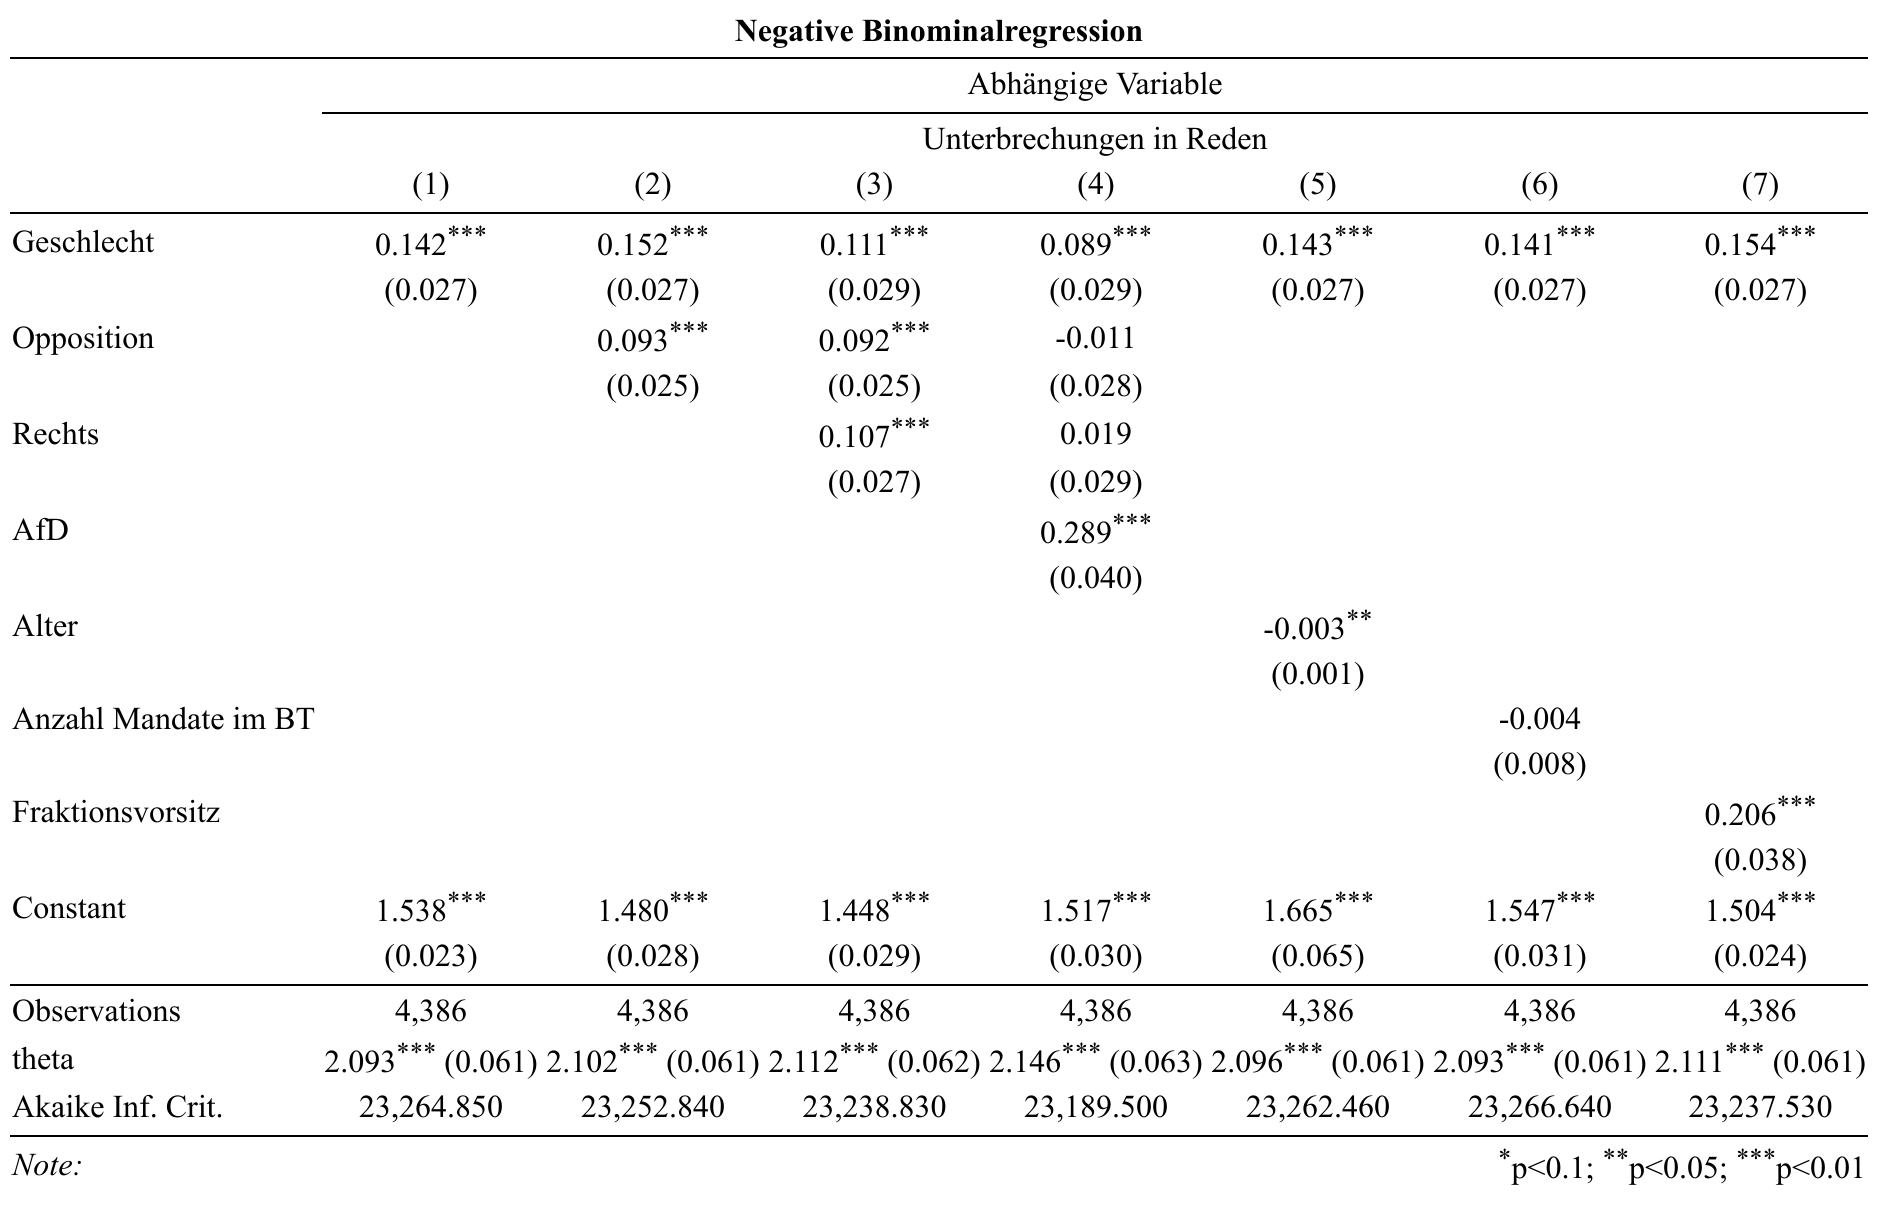 Negative Binominalregression
Abhängige Variable
Unterbrechungen in Reden
(1) (2) (3) (4) (5) (6) (7)
Geschlecht 0.142*** 0.152*** 0.111*** 0.089*** 0.143*** 0.141*** 0.154***
(0.027) (0.027) (0.029) (0.029) (0.027) (0.027) (0.027)
Opposition 0.093*** 0.092*** -0.011
(0.025) (0.025) (0.028)
Rechts 0.107*** 0.019
(0.027) (0.029)
AfD 0.289***
(0.040)
Alter -0.003**
(0.001)
Anzahl Mandate im BT -0.004
(0.008)
Fraktionsvorsitz 0.206***
(0.038)
Constant 1.538*** 1.480*** 1.448*** 1.517*** 1.665*** 1.547*** 1.504***
(0.023) (0.028) (0.029) (0.030) (0.065) (0.031) (0.024)
Observations 4,386 4,386 4,386 4,386 4,386 4,386 4,386
theta 2.093*** (0.061) 2.102*** (0.061) 2.112*** (0.062) 2.146*** (0.063) 2.096*** (0.061) 2.093*** (0.061) 2.111*** (0.061)
Akaike Inf. Crit. 23,264.850 23,252.840 23,238.830 23,189.500 23,262.460 23,266.640 23,237.530
Note: *p<0.1; **p<0.05; ***p<0.01